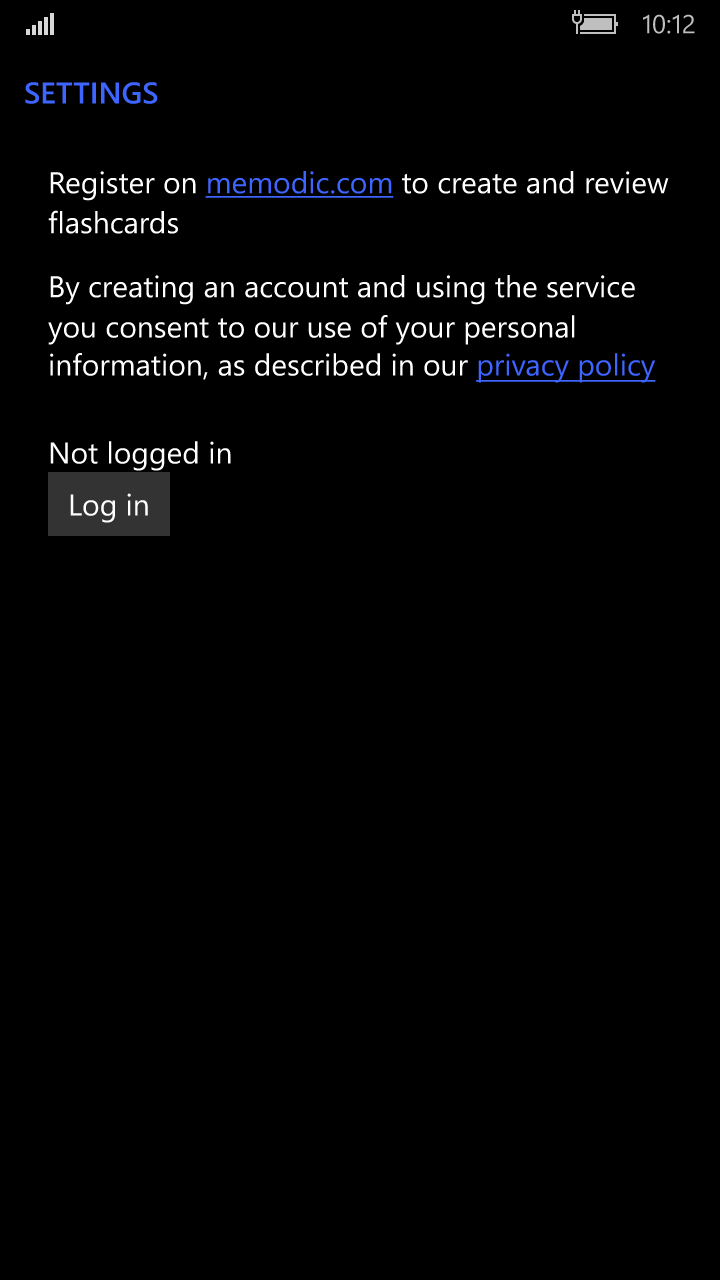 10:12
SETTINGS
Register on memodic.com to create and review
flashcards
By creating an account and using the service
you consent to our use of your personal
information, as described in our privacy policy
Not logged in
Log in